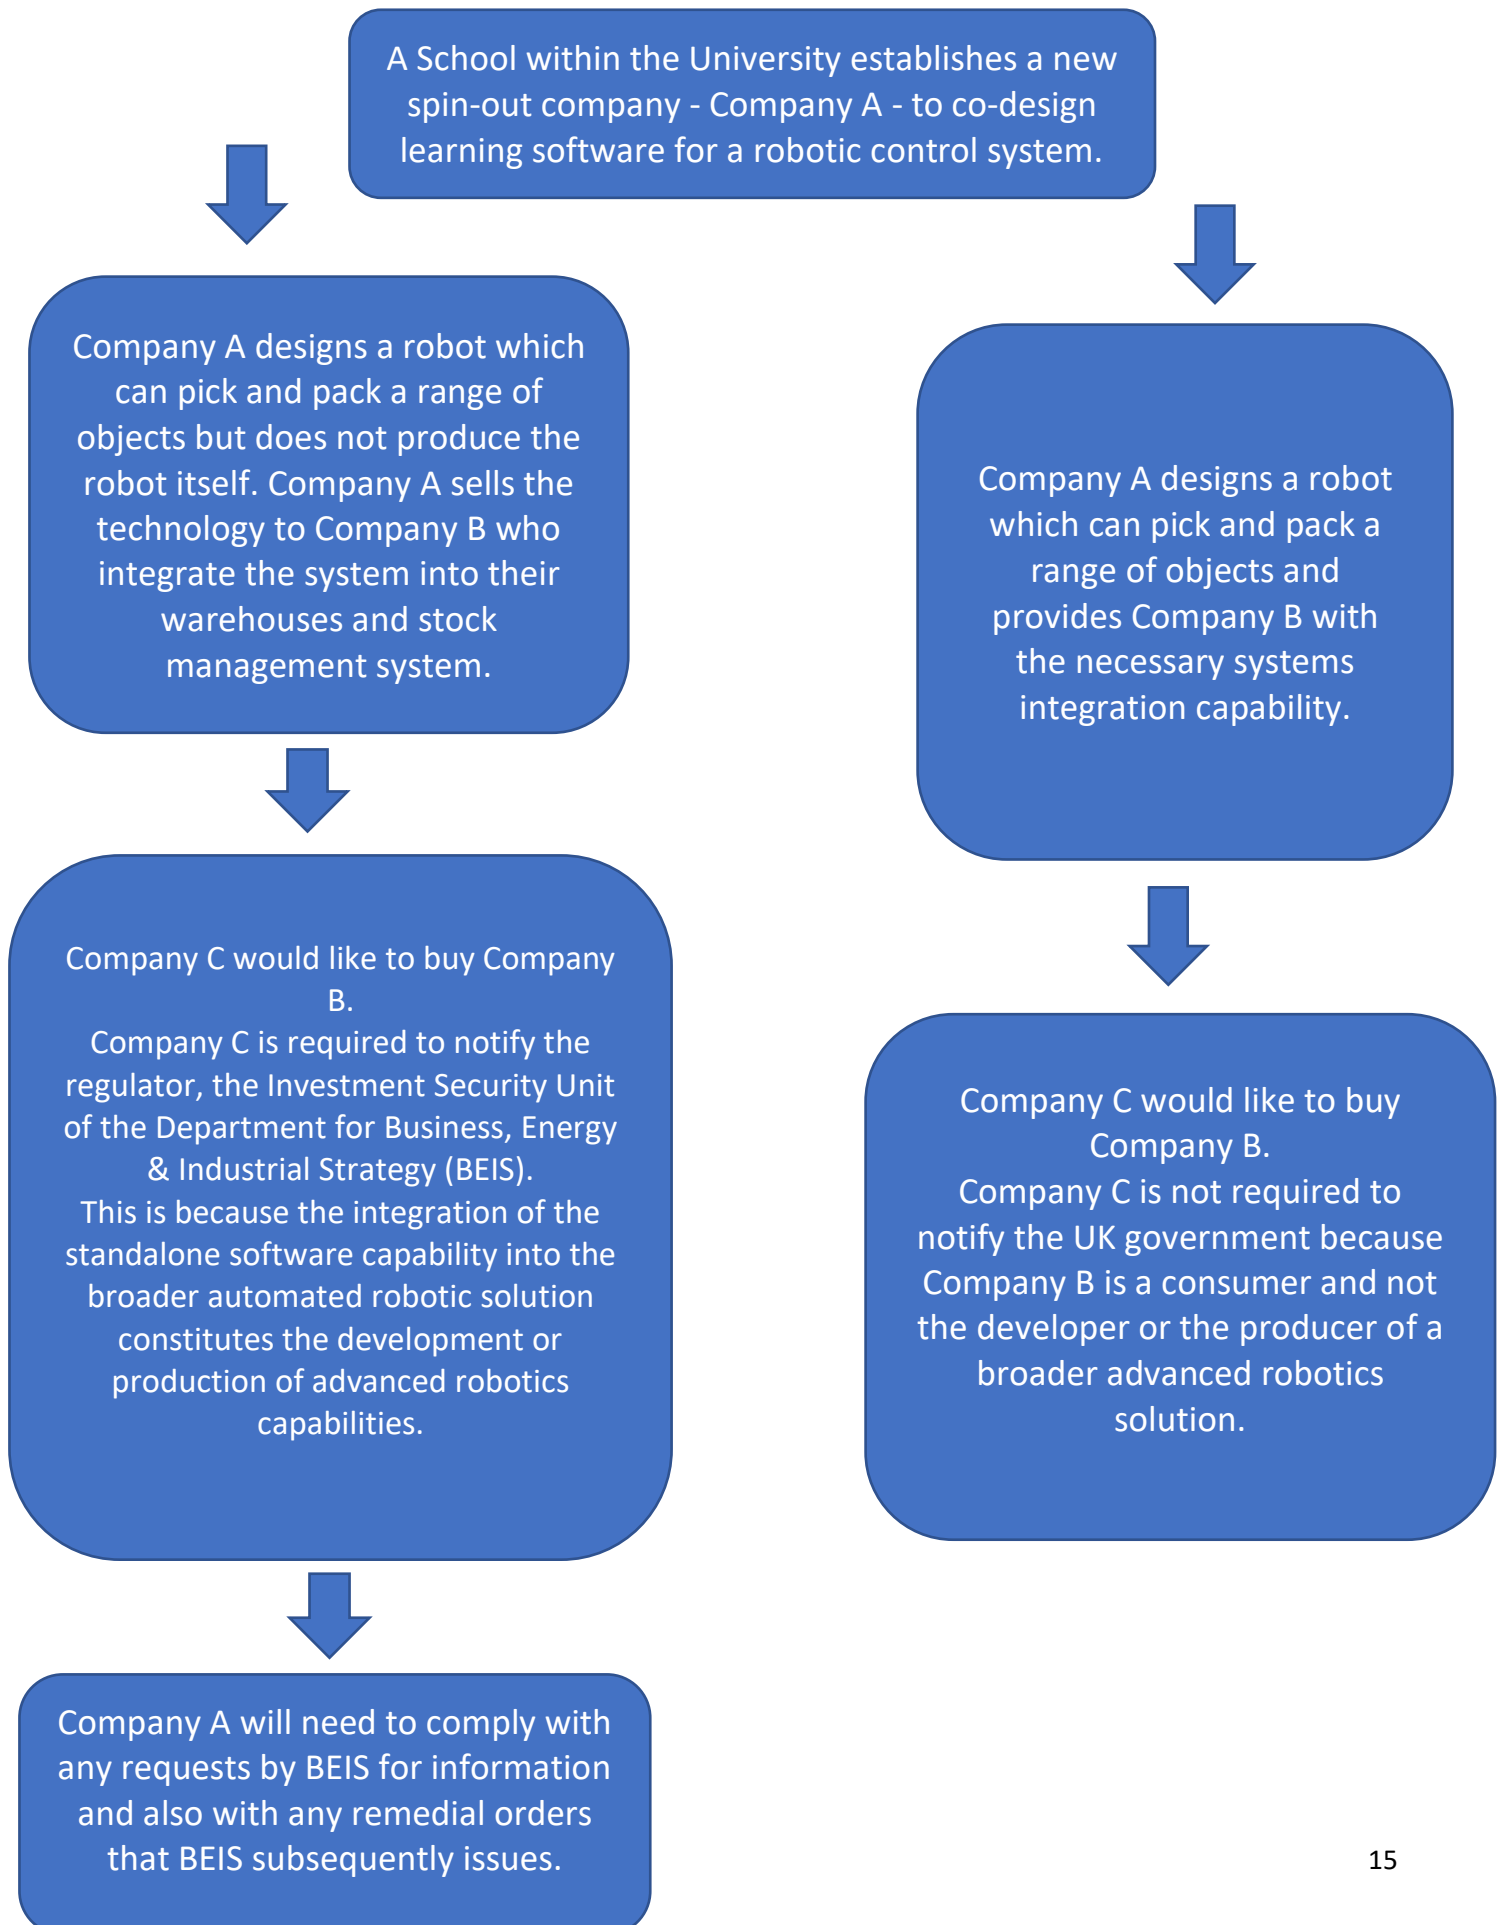 A School within the University establishes a new
spin-out company - Company A - to co-design
learning software for a robotic control system.
Company A designs a robot which
can pick and pack a range of
objects but does not produce the
robot itself. Company A sells the
technology to Company B who
integrate the system into their
warehouses and stock
management system.
Company A designs a robot
which can pick and pack a
range of objects and
provides Company B with
the necessary systems
integration capability.
Company C would like to buy Company
B.
Company C is required to notify the
regulator, the Investment Security Unit
of the Department for Business, Energy
& Industrial Strategy (BEIS).
This is because the integration of the
standalone software capability into the
broader automated robotic solution
constitutes the development or
production of advanced robotics
capabilities.
Company C would like to buy
Company B.
Company C is not required to
notify the UK government because
Company B is a consumer and not
the developer or the producer of a
broader advanced robotics
solution.
Company A will need to comply with
any requests by BEIS for information
and also with any remedial orders
that BEIS subsequently issues.
15